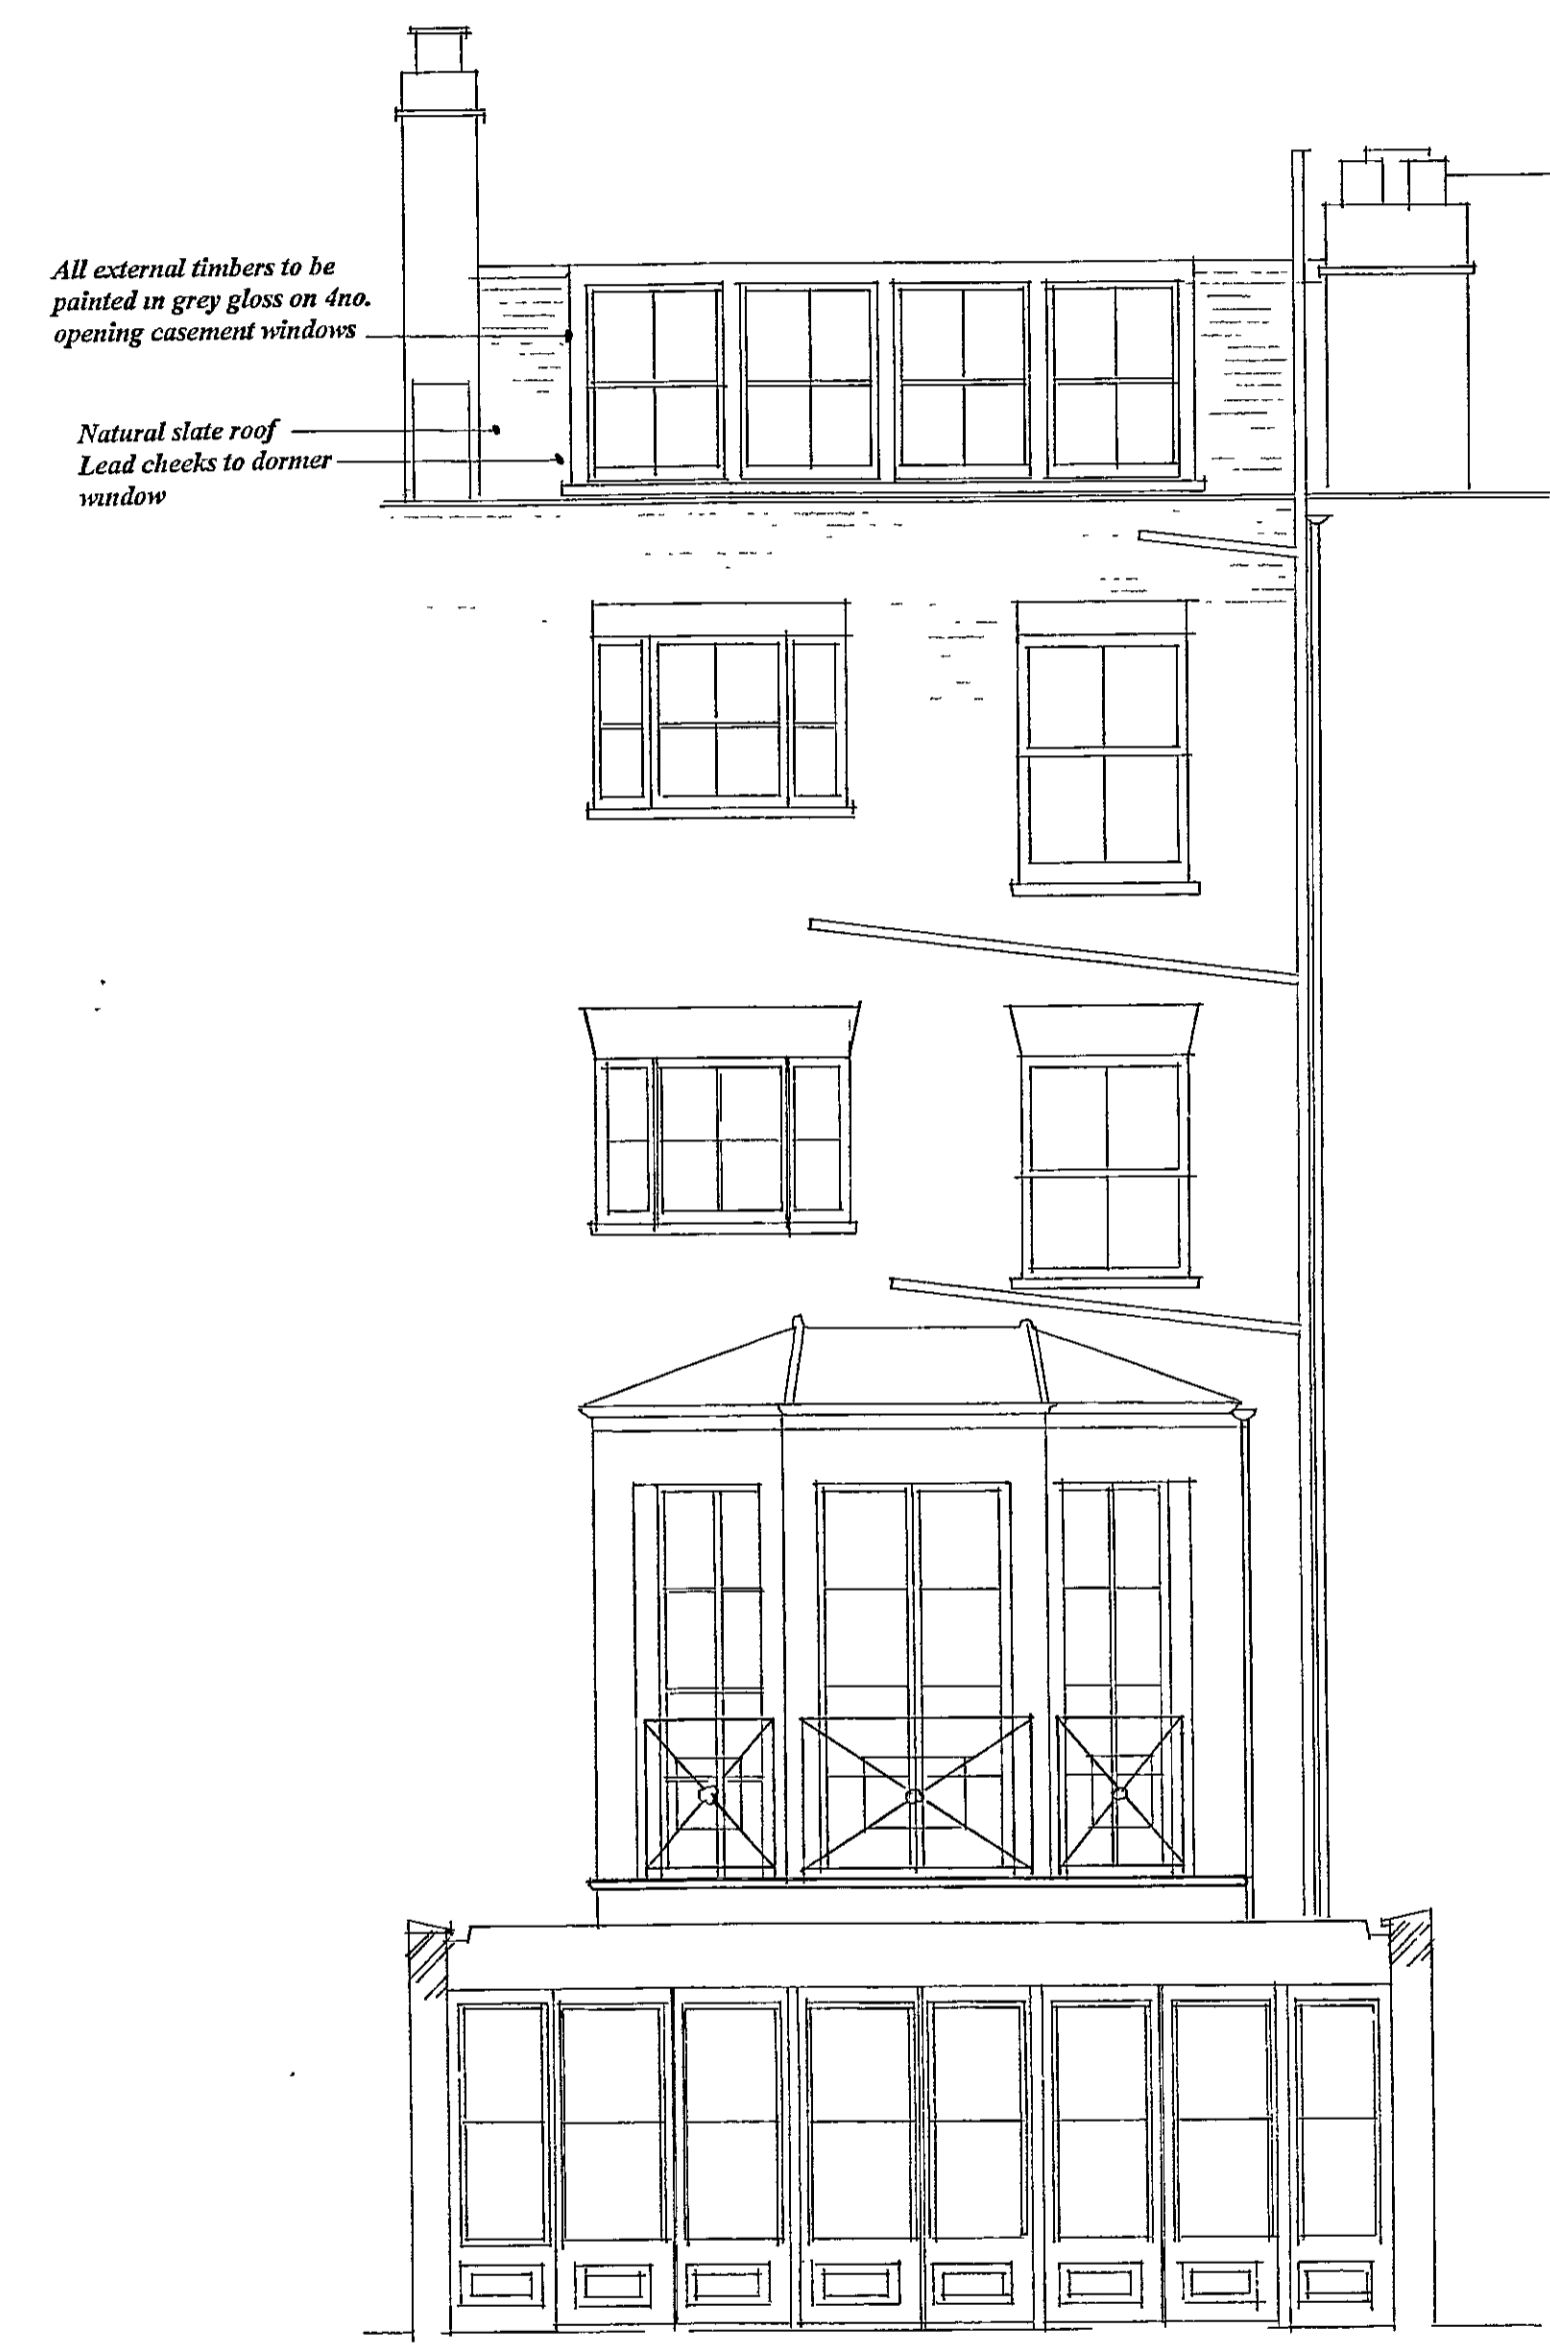 All external timbers to be
painted in grey gloss on 4no.
opening casement windows
Natural slate roof
Lead cheeks to dormer
window